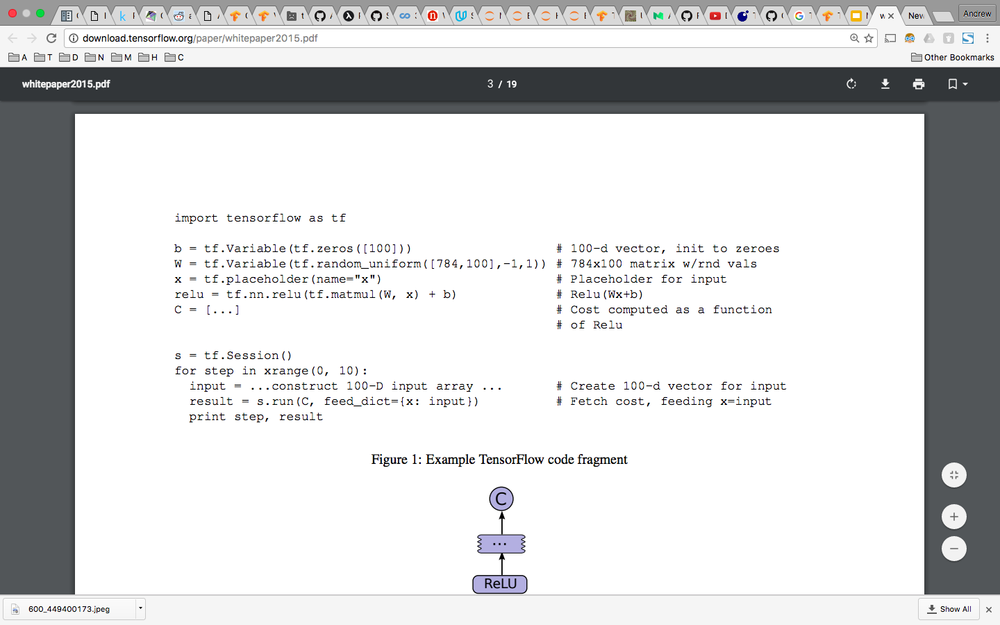 Andrew
New
download.tensorflow.org/paper/whitepaper2015.pdf
A T D N M H C Other Bookmarks
whitepaper2015.pdf 3 / 19
import tensorflow as tf
b = tf.Variable(tf.zeros([100])) # 100-d vector, init to zeroes
W = tf.Variable(tf.random_uniform([784,100],-1,1)) # 784x100 matrix w/rnd vals
x = tf.placeholder(name="x") # Placeholder for input
relu = tf.nn.relu(tf.matmul(W, x) + b) # Relu(Wx+b)
C = [...] # Cost computed as a function
# of Relu
s = tf.Session()
for step in xrange(0, 10):
input = ...construct 100-D input array ... # Create 100-d vector for input
result = s.run(C, feed_dict={x: input}) # Fetch cost, feeding x=input
print step, result
Figure 1: Example TensorFlow code fragment
C
...
ReLU
600_449400173.jpeg Show All